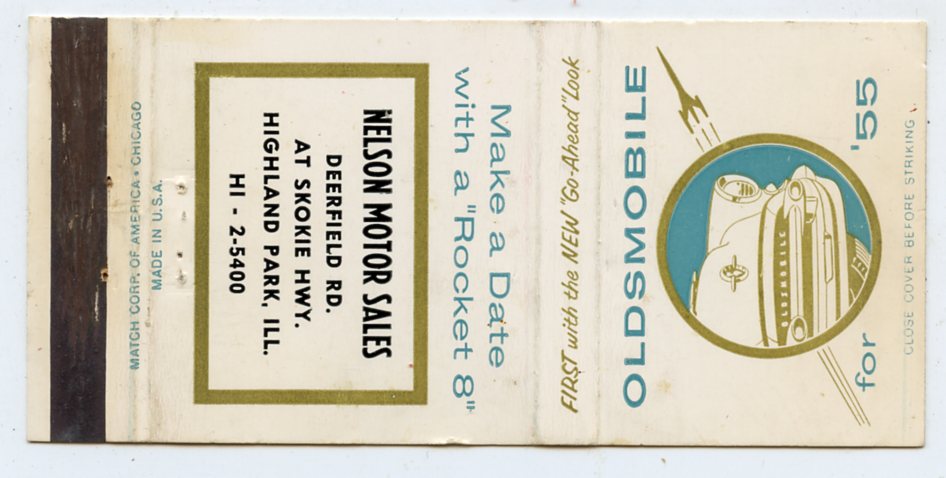 Make a Date
with a "Rocket 8"
NELSON MOTOR SALES
DEERFIELD RD.
AT SKOKIE HWY.
HIGHLAND PARK, ILL.
HI - 2-5400
MADE IN U.S.A.
MATCH CORP. OF AMERICA • CHICAGO
FIRST with the NEW "Go-Ahead" Look
OLDSMOBILE
OLDSMOBILE
for '55
CLOSE COVER BEFORE STRIKING